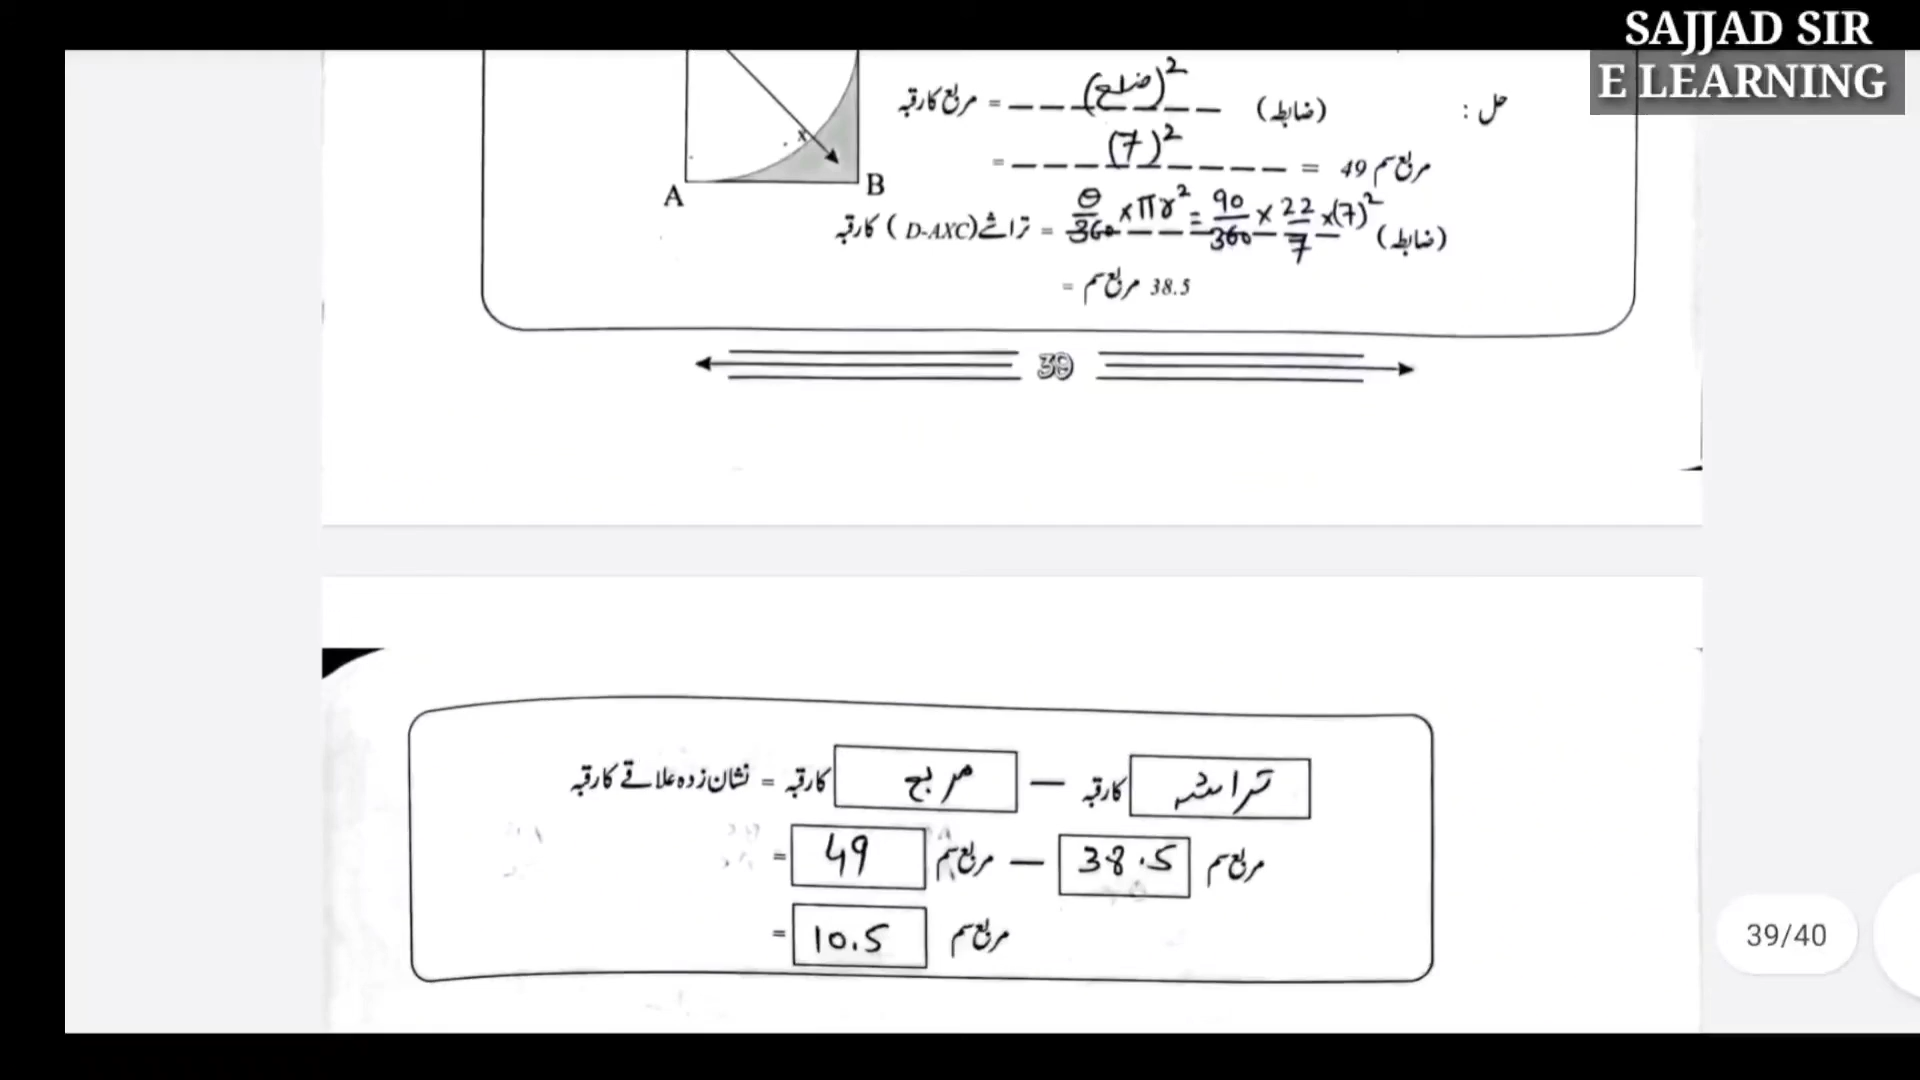 SAJJAD SIR
E LEARNING
حل : (ضابطہ) مربع کا رقبہ = (ضلع)²
= (7)² = 49 مربع سم
A B x
تراشے (D-AXC) کا رقبہ = θ/360 × πr² = 90/360 × 22/7 × (7)² (ضابطہ)
= 38.5 مربع سم
39
نشان زدہ علاقے کا رقبہ = مربع کا رقبہ — تراشہ کا رقبہ
= 49 مربع سم — 38.5 مربع سم
= 10.5 مربع سم
39/40